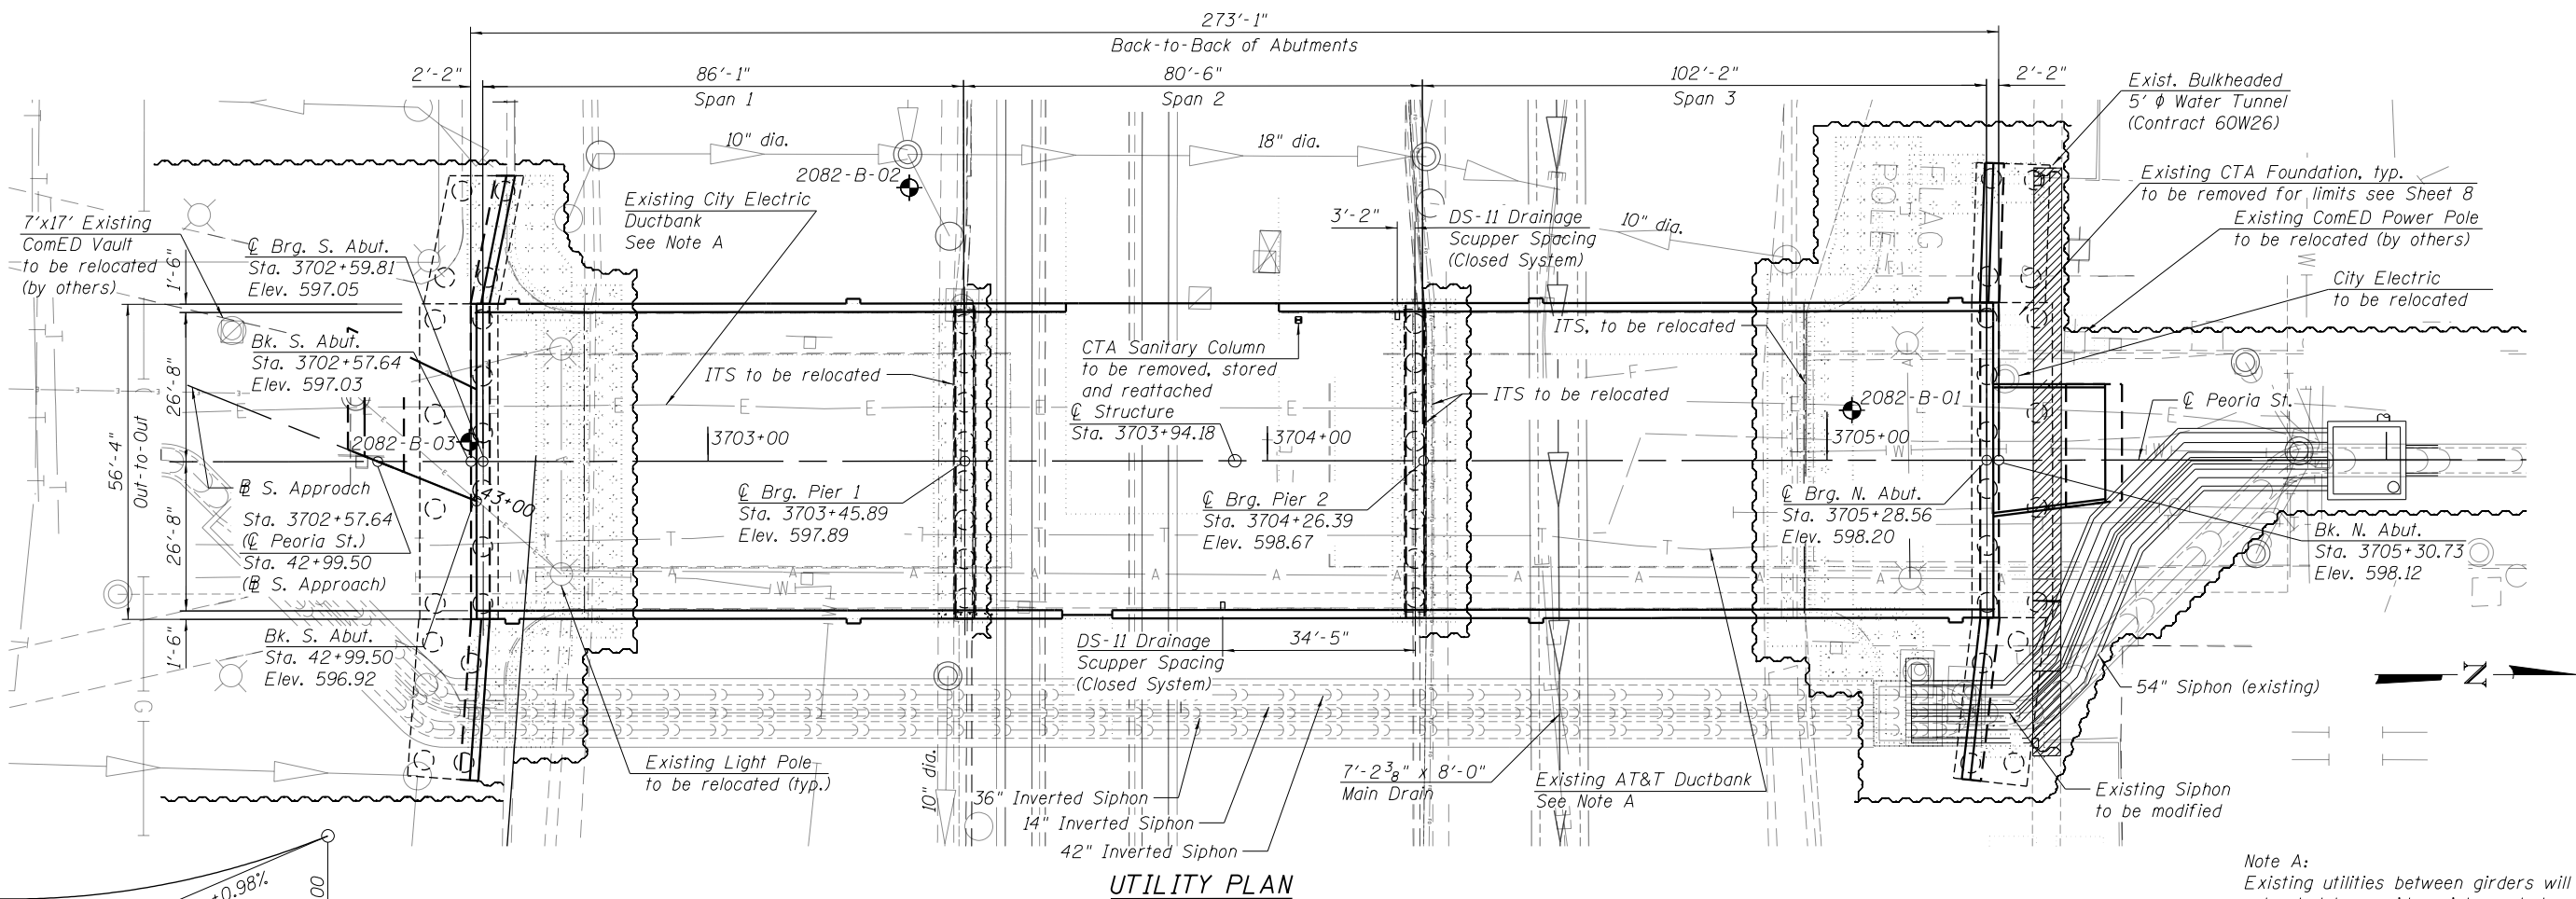 273'-1"
Back-to-Back of Abutments
2'-2"
86'-1"
Span 1
80'-6"
Span 2
102'-2"
Span 3
2'-2"
Exist. Bulkheaded
5' ϕ Water Tunnel
(Contract 60W26)
10" dia.
18" dia.
2082-B-02
Existing City Electric
Ductbank
See Note A
3'-2"
DS-11 Drainage
Scupper Spacing
(Closed System)
10" dia.
FLAG
POLE
Existing CTA Foundation, typ.
to be removed for limits see Sheet 8
Existing ComED Power Pole
to be relocated (by others)
City Electric
to be relocated
7'x17' Existing
ComED Vault
to be relocated
(by others)
1'-6"
℄ Brg. S. Abut.
Sta. 3702+59.81
Elev. 597.05
Bk. S. Abut.
Sta. 3702+57.64
Elev. 597.03
ITS to be relocated
CTA Sanitary Column
to be removed, stored
and reattached
℄ Structure
Sta. 3703+94.18
ITS, to be relocated
ITS to be relocated
2082-B-01
℄ Peoria St.
56'-4"
Out-to-Out
26'-8"
26'-8"
1'-6"
2082-B-03
3703+00
3704+00
3705+00
43+00
S. Approach
Sta. 3702+57.64
(℄ Peoria St.)
Sta. 42+99.50
(S. Approach)
℄ Brg. Pier 1
Sta. 3703+45.89
Elev. 597.89
℄ Brg. Pier 2
Sta. 3704+26.39
Elev. 598.67
℄ Brg. N. Abut.
Sta. 3705+28.56
Elev. 598.20
Bk. N. Abut.
Sta. 3705+30.73
Elev. 598.12
Bk. S. Abut.
Sta. 42+99.50
Elev. 596.92
DS-11 Drainage
Scupper Spacing
(Closed System)
34'-5"
54" Siphon (existing)
N
Existing Light Pole
to be relocated (typ.)
10" dia.
36" Inverted Siphon
14" Inverted Siphon
42" Inverted Siphon
7'-2 3/8" x 8'-0"
Main Drain
Existing AT&T Ductbank
See Note A
Existing Siphon
to be modified
+0.98%
00
UTILITY PLAN
Note A:
Existing utilities between girders will